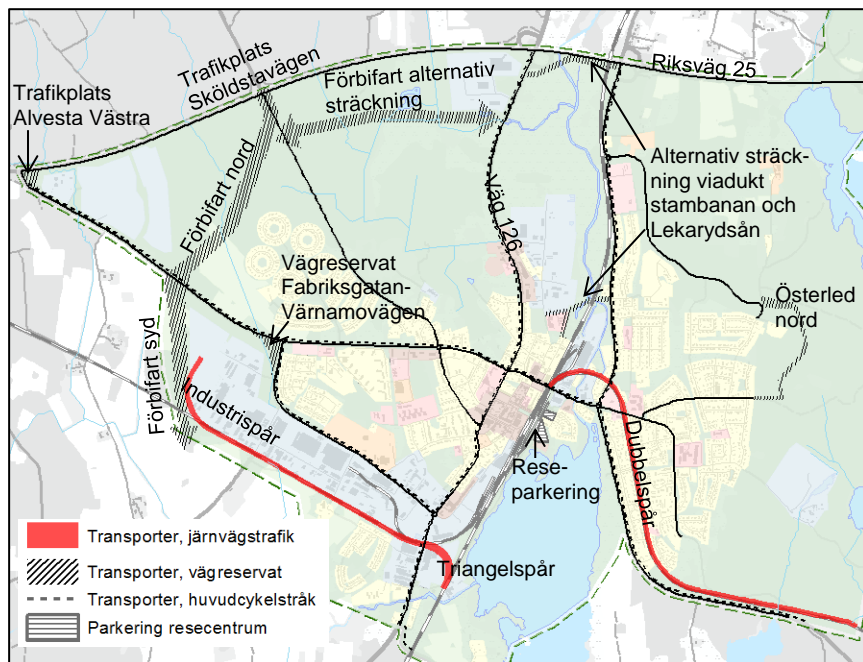 Riksväg 25
Trafikplats
Sköldstavägen
Förbifart alternativ
sträckning
Trafikplats
Alvesta Västra
Alternativ sträck-
ning viadukt
stambanan och
Lekarydsån
Förbifart nord
Väg 126
Vägreservat
Fabriksgatan-
Värnamovägen
Österled
nord
Förbifart syd
Industrispår
Dubbelspår
Rese-
parkering
Triangelspår
Transporter, järnvägstrafik
Transporter, vägreservat
Transporter, huvudcykelstråk
Parkering resecentrum